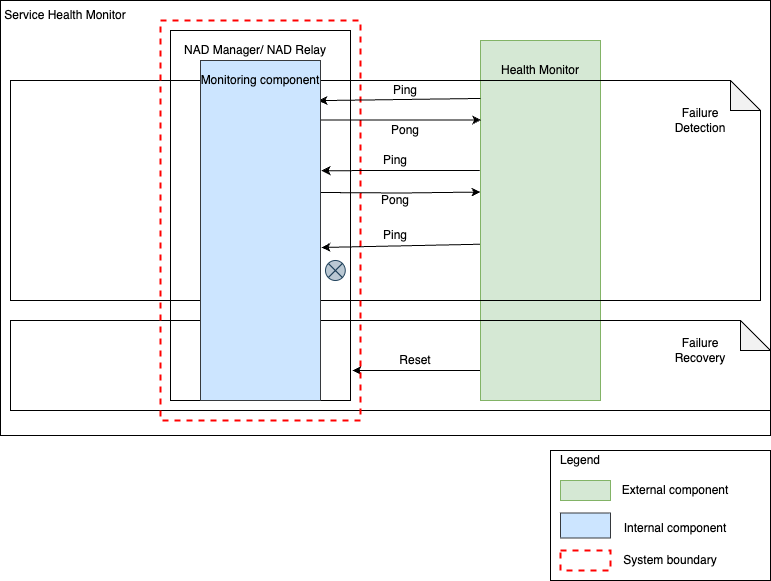 Service Health Monitor
NAD Manager/ NAD Relay
Monitoring component
Health Monitor
Ping
Failure
Detection
Pong
Ping
Pong
Ping
Failure
Recovery
Reset
Legend
External component
Internal component
System boundary